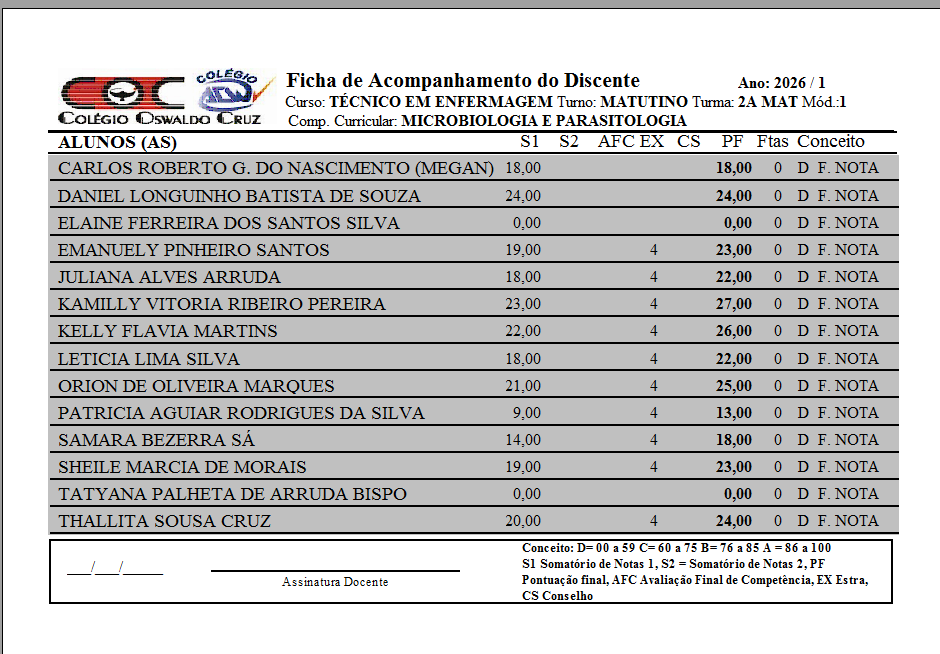 COC
COLÉGIO OSWALDO CRUZ
COLÉGIO
Ficha de Acompanhamento do Discente Ano: 2026 / 1
Curso: TÉCNICO EM ENFERMAGEM Turno: MATUTINO Turma: 2A MAT Mód.:1
Comp. Curricular: MICROBIOLOGIA E PARASITOLOGIA
ALUNOS (AS) S1 S2 AFC EX CS PF Ftas Conceito
CARLOS ROBERTO G. DO NASCIMENTO (MEGAN) 18,00 18,00 0 D F. NOTA
DANIEL LONGUINHO BATISTA DE SOUZA 24,00 24,00 0 D F. NOTA
ELAINE FERREIRA DOS SANTOS SILVA 0,00 0,00 0 D F. NOTA
EMANUELY PINHEIRO SANTOS 19,00 4 23,00 0 D F. NOTA
JULIANA ALVES ARRUDA 18,00 4 22,00 0 D F. NOTA
KAMILLY VITORIA RIBEIRO PEREIRA 23,00 4 27,00 0 D F. NOTA
KELLY FLAVIA MARTINS 22,00 4 26,00 0 D F. NOTA
LETICIA LIMA SILVA 18,00 4 22,00 0 D F. NOTA
ORION DE OLIVEIRA MARQUES 21,00 4 25,00 0 D F. NOTA
PATRICIA AGUIAR RODRIGUES DA SILVA 9,00 4 13,00 0 D F. NOTA
SAMARA BEZERRA SÁ 14,00 4 18,00 0 D F. NOTA
SHEILE MARCIA DE MORAIS 19,00 4 23,00 0 D F. NOTA
TATYANA PALHETA DE ARRUDA BISPO 0,00 0,00 0 D F. NOTA
THALLITA SOUSA CRUZ 20,00 4 24,00 0 D F. NOTA
___/___/_____
Assinatura Docente
Conceito: D= 00 a 59 C= 60 a 75 B= 76 a 85 A = 86 a 100
S1 Somatório de Notas 1, S2 = Somatório de Notas 2, PF
Pontuação final, AFC Avaliação Final de Competência, EX Estra,
CS Conselho